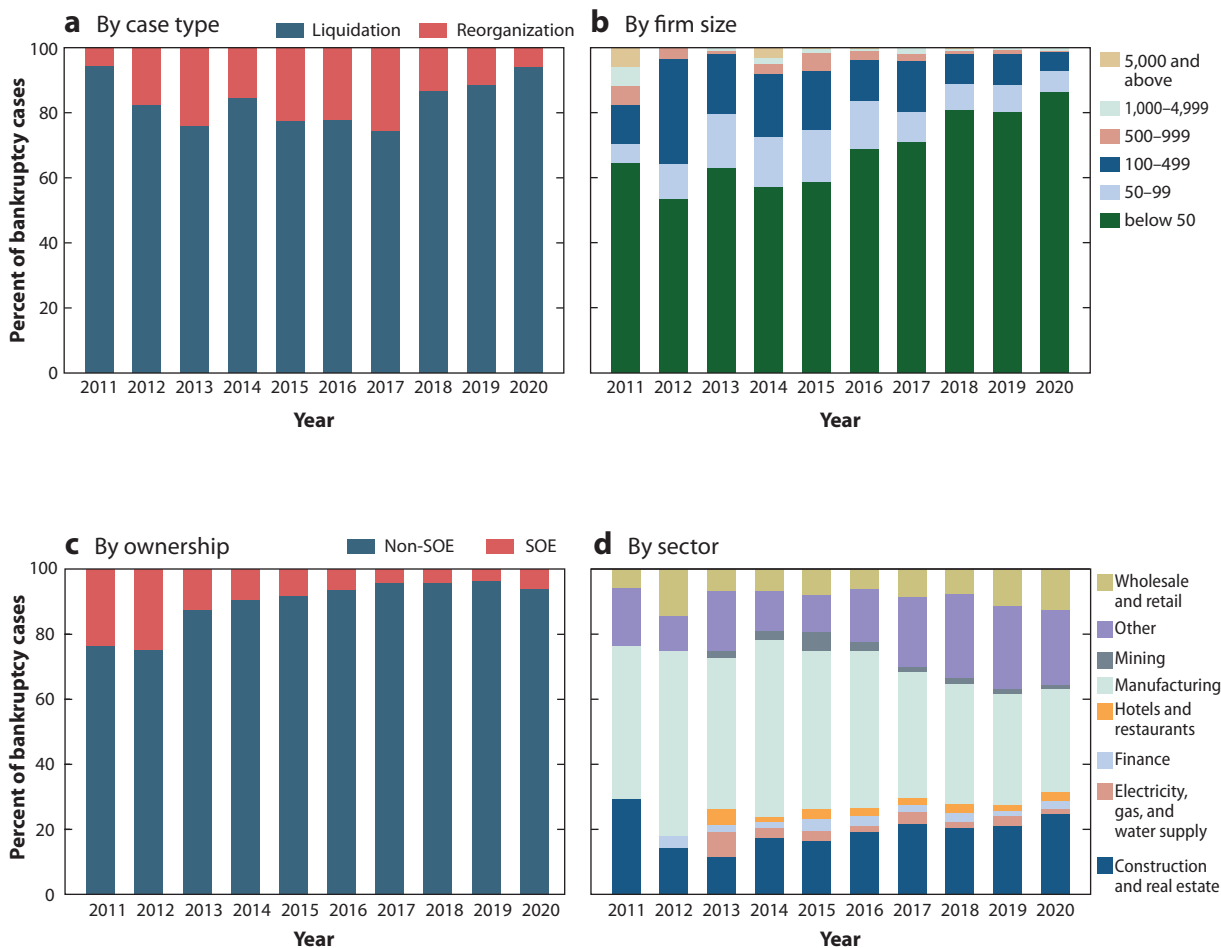 a By case type
Liquidation
Reorganization
Percent of bankruptcy cases
100
80
60
40
20
0
2011 2012 2013 2014 2015 2016 2017 2018 2019 2020
Year
b By firm size
5,000 and
above
1,000–4,999
500–999
100–499
50–99
below 50
2011 2012 2013 2014 2015 2016 2017 2018 2019 2020
Year
c By ownership
Non-SOE
SOE
Percent of bankruptcy cases
100
80
60
40
20
0
2011 2012 2013 2014 2015 2016 2017 2018 2019 2020
Year
d By sector
Wholesale
and retail
Other
Mining
Manufacturing
Hotels and
restaurants
Finance
Electricity,
gas, and
water supply
Construction
and real estate
2011 2012 2013 2014 2015 2016 2017 2018 2019 2020
Year